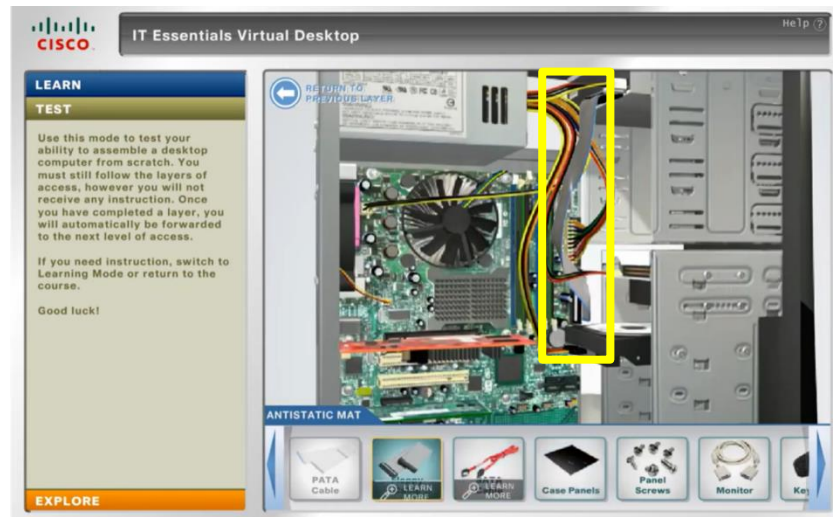 CISCO
IT Essentials Virtual Desktop
Help ?
LEARN
TEST
Use this mode to test your
ability to assemble a desktop
computer from scratch. You
must still follow the layers of
access, however you will not
receive any instruction. Once
you have completed a layer, you
will automatically be forwarded
to the next level of access.
If you need instruction, switch to
Learning Mode or return to the
course.
Good luck!
EXPLORE
RETURN TO
PREVIOUS LAYER
ANTISTATIC MAT
PATA
Cable
LEARN
MORE
LEARN
MORE
Case Panels
Panel
Screws
Monitor